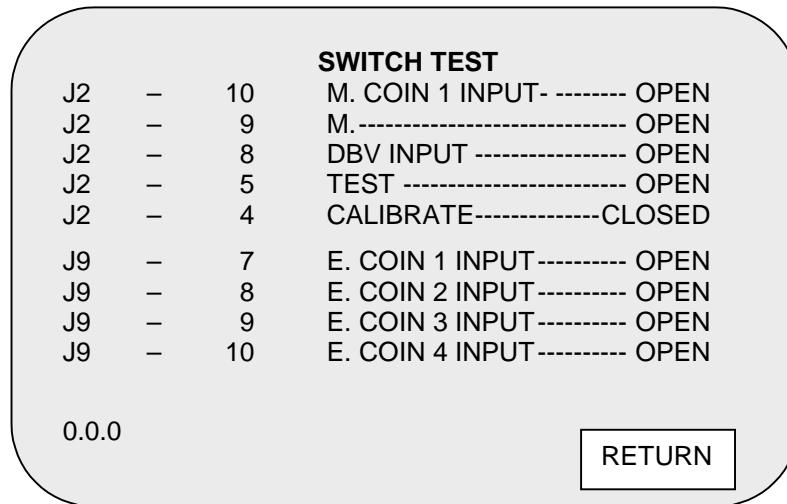 SWITCH TEST
J2 – 10 M. COIN 1 INPUT- -------- OPEN
J2 – 9 M.------------------------------ OPEN
J2 – 8 DBV INPUT ----------------- OPEN
J2 – 5 TEST ------------------------- OPEN
J2 – 4 CALIBRATE--------------CLOSED
J9 – 7 E. COIN 1 INPUT---------- OPEN
J9 – 8 E. COIN 2 INPUT---------- OPEN
J9 – 9 E. COIN 3 INPUT---------- OPEN
J9 – 10 E. COIN 4 INPUT---------- OPEN
0.0.0
RETURN